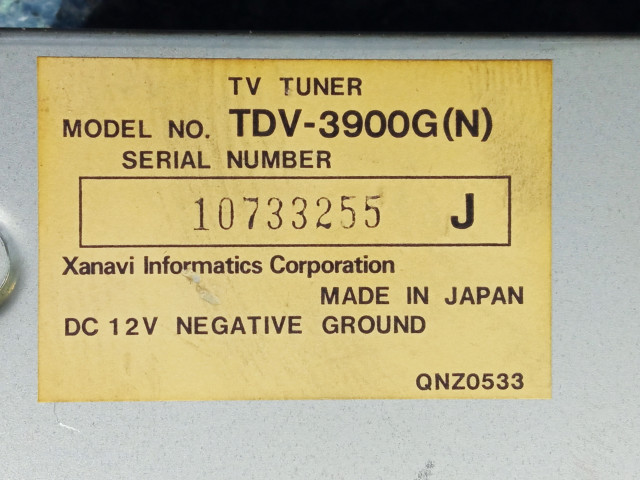 TV TUNER
MODEL NO. TDV-3900G(N)
SERIAL NUMBER
10733255 J
Xanavi Informatics Corporation
MADE IN JAPAN
DC 12V NEGATIVE GROUND
QNZ0533